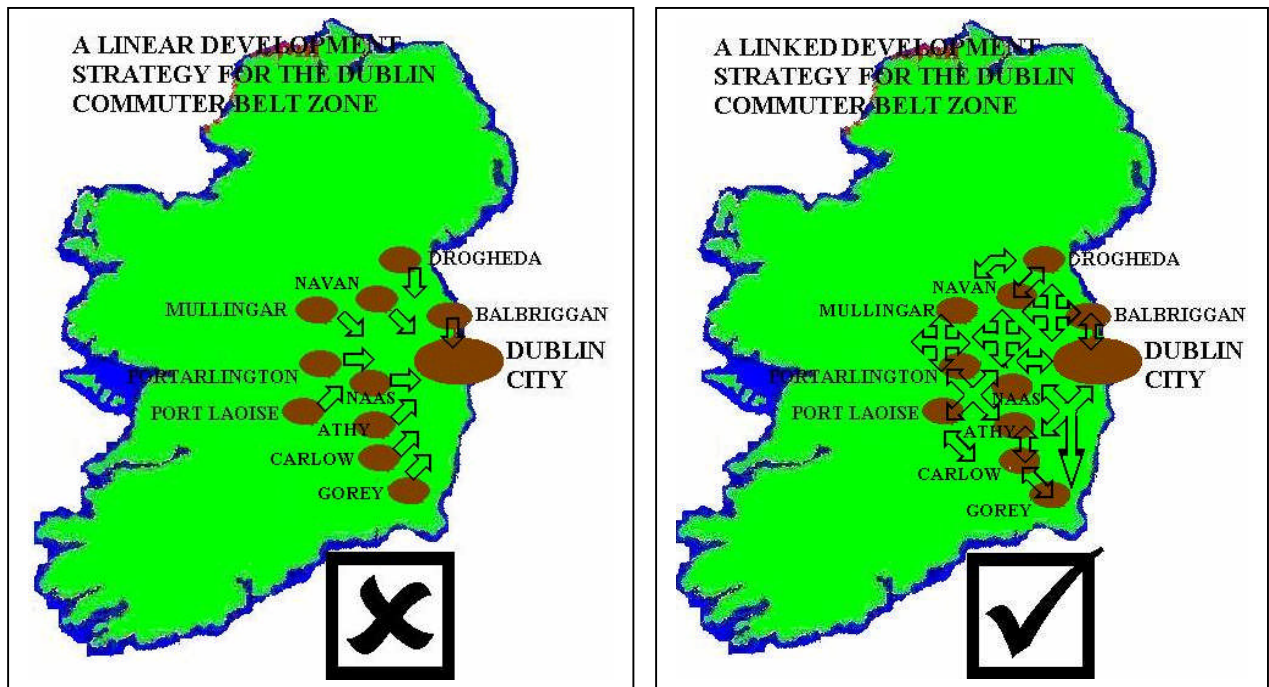 A LINEAR DEVELOPMENT
STRATEGY FOR THE DUBLIN
COMMUTER BELT ZONE
DROGHEDA
NAVAN
MULLINGAR
BALBRIGGAN
DUBLIN
CITY
PORTARLINGTON
NAAS
PORT LAOISE
ATHY
CARLOW
GOREY
A LINKED DEVELOPMENT
STRATEGY FOR THE DUBLIN
COMMUTER BELT ZONE
DROGHEDA
NAVAN
MULLINGAR
BALBRIGGAN
DUBLIN
CITY
PORTARLINGTON
NAAS
PORT LAOISE
ATHY
CARLOW
GOREY